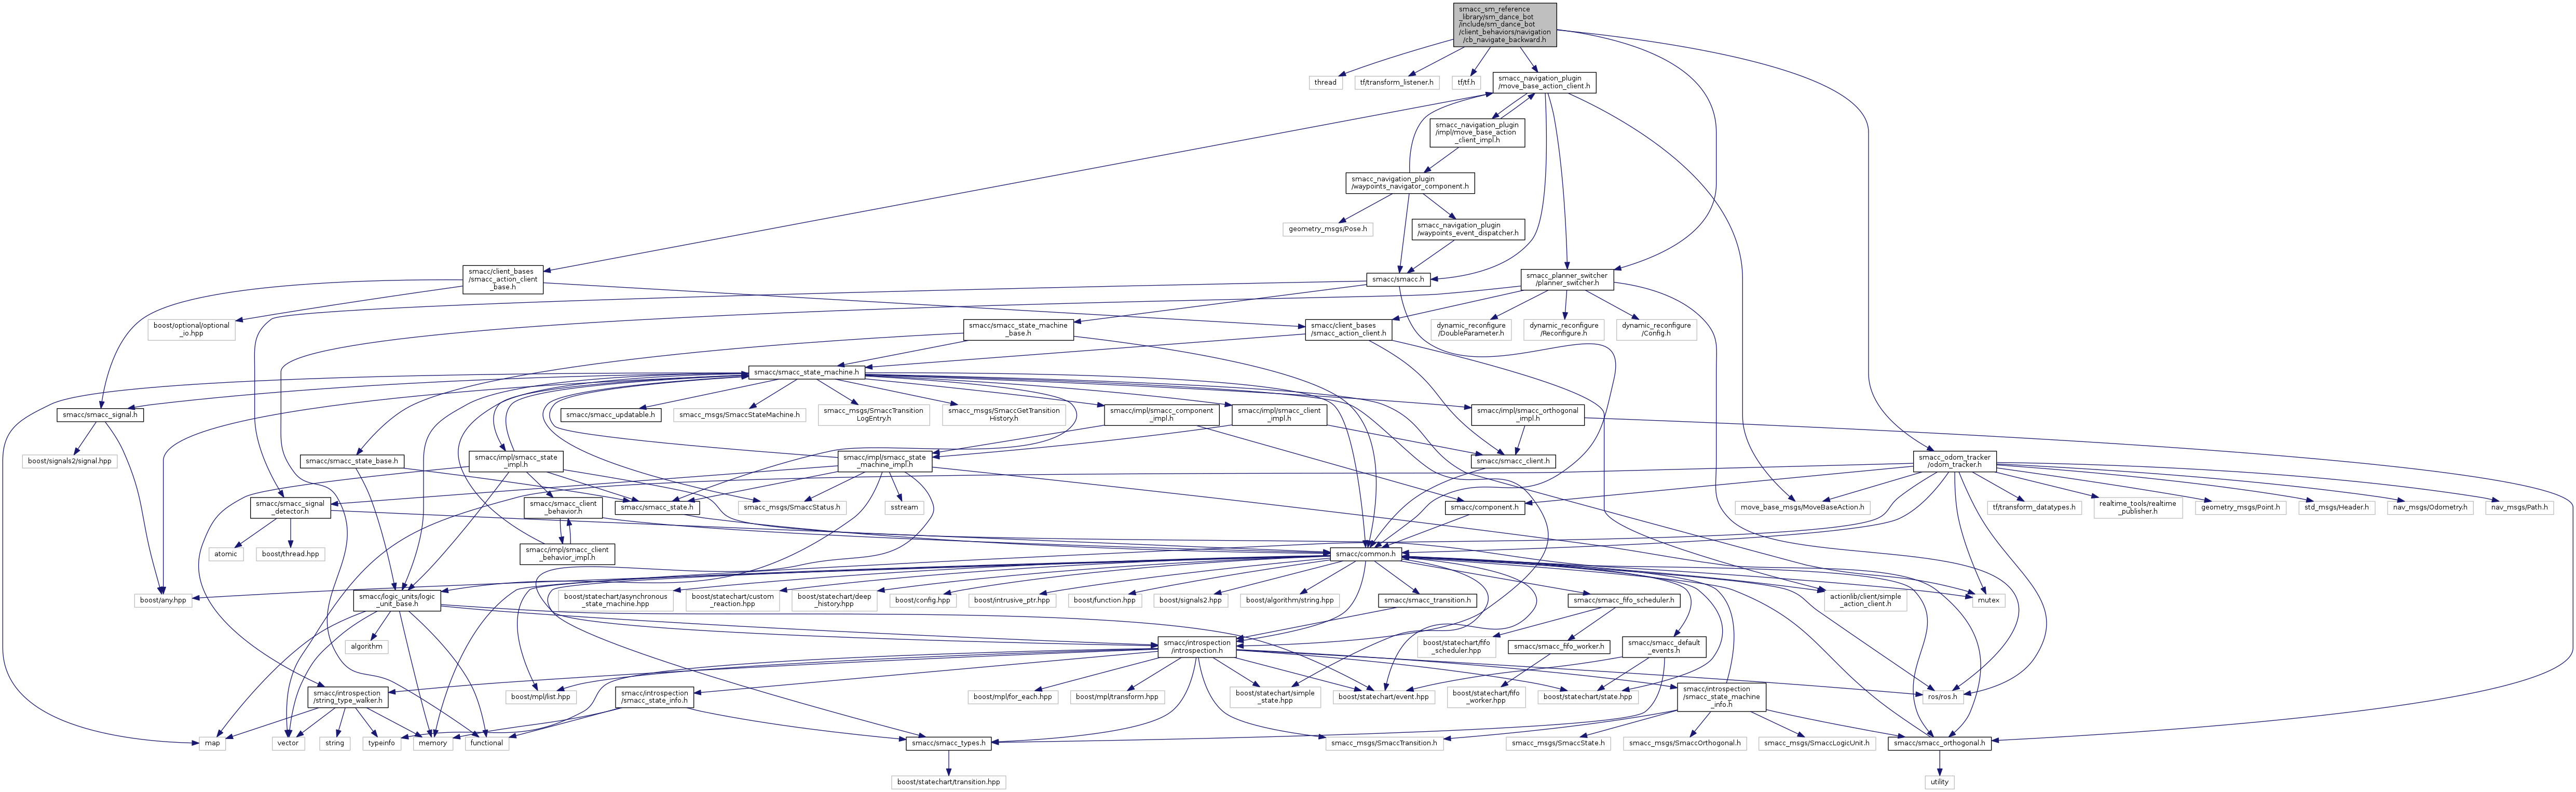 smacc_sm_reference
_library/sm_dance_bot
/include/sm_dance_bot
/client_behaviors/navigation
/cb_navigate_backward.h
thread
tf/transform_listener.h
tf/tf.h
smacc_navigation_plugin
/move_base_action_client.h
smacc_navigation_plugin
/impl/move_base_action
_client_impl.h
smacc_navigation_plugin
/waypoints_navigator_component.h
geometry_msgs/Pose.h
smacc_navigation_plugin
/waypoints_event_dispatcher.h
smacc/client_bases
/smacc_action_client
_base.h
smacc/smacc.h
smacc_planner_switcher
/planner_switcher.h
boost/optional/optional
_io.hpp
smacc/smacc_state_machine
_base.h
smacc/client_bases
/smacc_action_client.h
dynamic_reconfigure
/DoubleParameter.h
dynamic_reconfigure
/Reconfigure.h
dynamic_reconfigure
/Config.h
smacc/smacc_state_machine.h
smacc/smacc_signal.h
smacc/smacc_updatable.h
smacc_msgs/SmaccStateMachine.h
smacc_msgs/SmaccTransition
LogEntry.h
smacc_msgs/SmaccGetTransition
History.h
smacc/impl/smacc_component
_impl.h
smacc/impl/smacc_client
_impl.h
smacc/impl/smacc_orthogonal
_impl.h
boost/signals2/signal.hpp
smacc/smacc_state_base.h
smacc/impl/smacc_state
_impl.h
smacc/impl/smacc_state
_machine_impl.h
smacc/smacc_client.h
smacc_odom_tracker
/odom_tracker.h
smacc/smacc_signal
_detector.h
smacc/smacc_client
_behavior.h
smacc/smacc_state.h
smacc_msgs/SmaccStatus.h
sstream
smacc/component.h
move_base_msgs/MoveBaseAction.h
tf/transform_datatypes.h
realtime_tools/realtime
_publisher.h
geometry_msgs/Point.h
std_msgs/Header.h
nav_msgs/Odometry.h
nav_msgs/Path.h
atomic
boost/thread.hpp
smacc/impl/smacc_client
_behavior_impl.h
smacc/common.h
boost/any.hpp
smacc/logic_units/logic
_unit_base.h
boost/statechart/asynchronous
_state_machine.hpp
boost/statechart/custom
_reaction.hpp
boost/statechart/deep
_history.hpp
boost/config.hpp
boost/intrusive_ptr.hpp
boost/function.hpp
boost/signals2.hpp
boost/algorithm/string.hpp
smacc/smacc_transition.h
smacc/smacc_fifo_scheduler.h
actionlib/client/simple
_action_client.h
mutex
algorithm
smacc/introspection
/introspection.h
boost/statechart/fifo
_scheduler.hpp
smacc/smacc_fifo_worker.h
smacc/smacc_default
_events.h
smacc/introspection
/string_type_walker.h
boost/mpl/list.hpp
smacc/introspection
/smacc_state_info.h
boost/mpl/for_each.hpp
boost/mpl/transform.hpp
boost/statechart/simple
_state.hpp
boost/statechart/event.hpp
boost/statechart/fifo
_worker.hpp
boost/statechart/state.hpp
smacc/introspection
/smacc_state_machine
_info.h
ros/ros.h
map
vector
string
typeinfo
memory
functional
smacc/smacc_types.h
smacc_msgs/SmaccTransition.h
smacc_msgs/SmaccState.h
smacc_msgs/SmaccOrthogonal.h
smacc_msgs/SmaccLogicUnit.h
smacc/smacc_orthogonal.h
boost/statechart/transition.hpp
utility